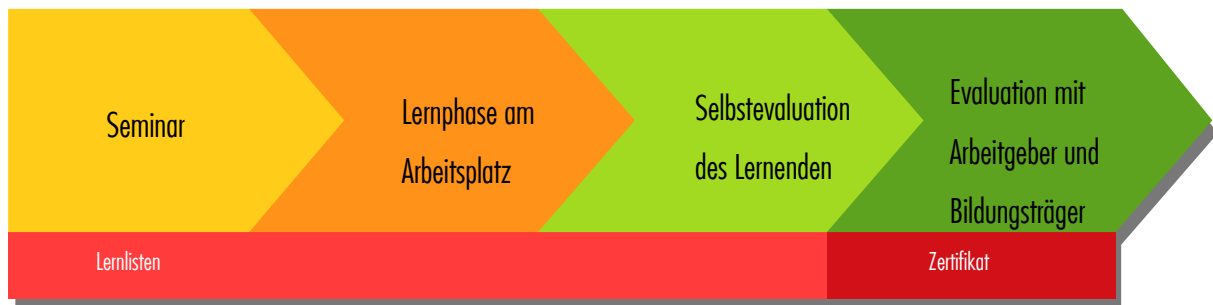 Seminar
Lernphase am
Arbeitsplatz
Selbstevaluation
des Lernenden
Evaluation mit
Arbeitgeber und
Bildungsträger
Lernlisten
Zertifikat